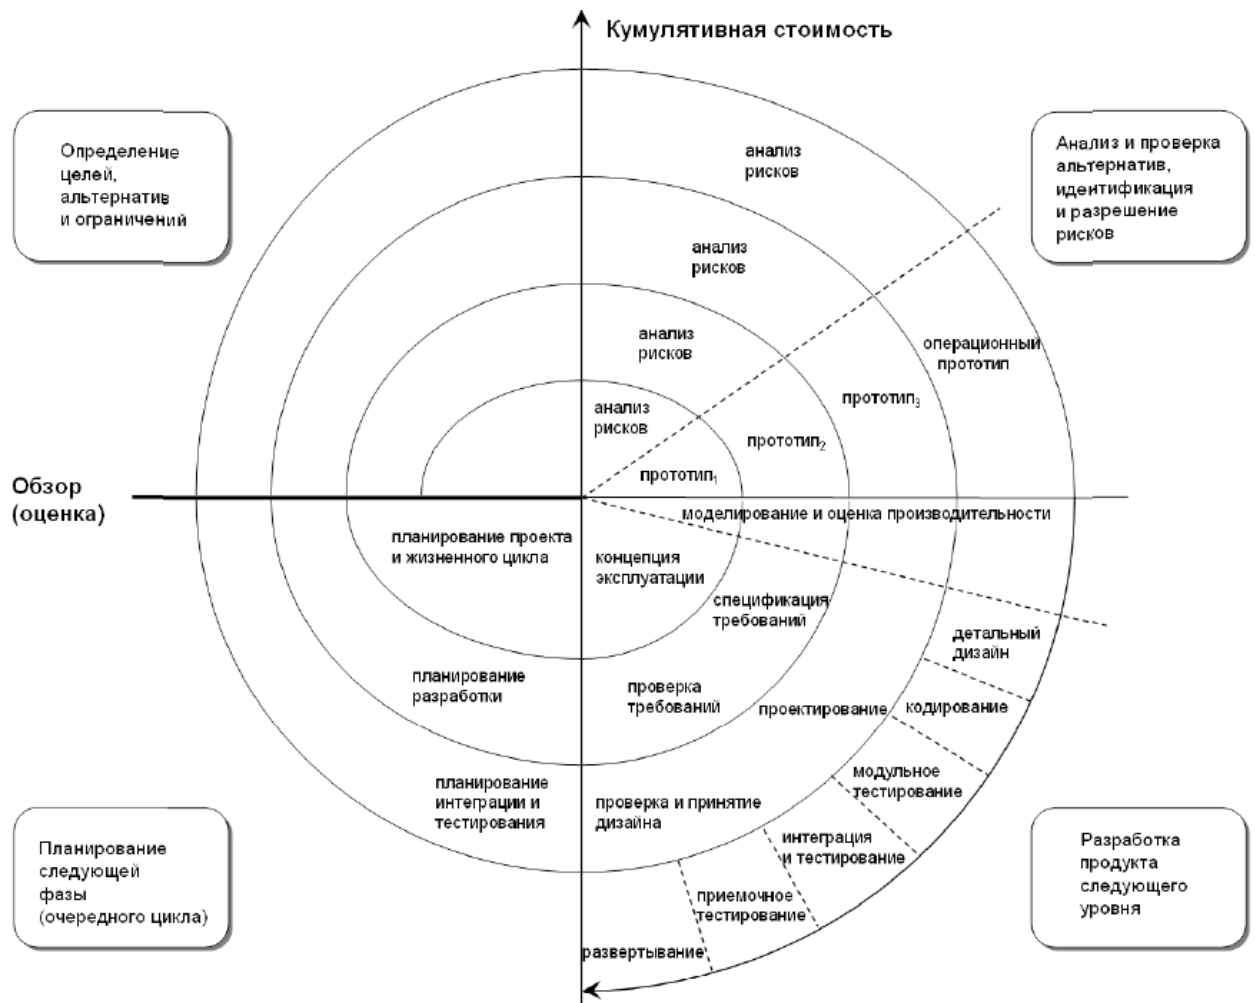 Кумулятивная стоимость
Определение
целей,
альтернатив
и ограничений
Анализ и проверка
альтернатив,
идентификация
и разрешение
рисков
анализ
рисков
анализ
рисков
анализ
рисков
анализ
рисков
операционный
прототип
прототип3
прототип2
прототип1
Обзор
(оценка)
моделирование и оценка производительности
планирование проекта
и жизненного цикла
концепция
эксплуатации
спецификация
требований
детальный
дизайн
планирование
разработки
проверка
требований
проектирование
кодирование
модульное
тестирование
планирование
интеграции и
тестирования
проверка и принятие
дизайна
интеграция
и тестирование
приемочное
тестирование
развертывание
Планирование
следующей
фазы
(очередного цикла)
Разработка
продукта
следующего
уровня